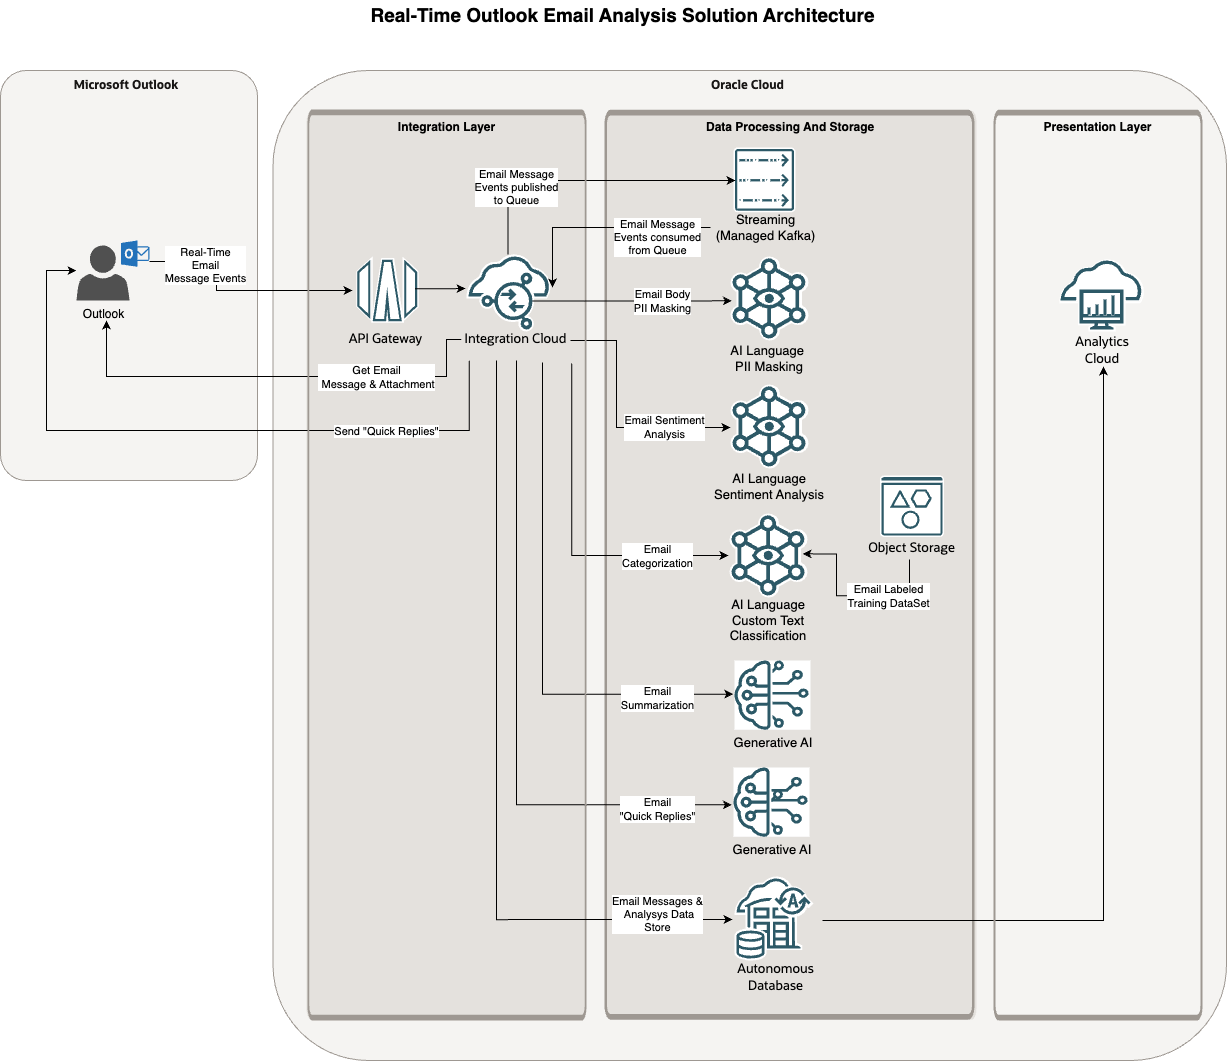 Real-Time Outlook Email Analysis Solution Architecture
Microsoft Outlook
Oracle Cloud
Integration Layer
Data Processing And Storage
Presentation Layer
Email Message
Events published
to Queue
Streaming
(Managed Kafka)
Email Message
Events consumed
from Queue
O
Real-Time
Email
Message Events
Outlook
API Gateway
Integration Cloud
Email Body
PII Masking
AI Language
PII Masking
Analytics
Cloud
Get Email
Message & Attachment
Send "Quick Replies"
Email Sentiment
Analysis
AI Language
Sentiment Analysis
Object Storage
Email
Categorization
Email Labeled
Training DataSet
AI Language
Custom Text
Classification
Email
Summarization
Generative AI
Email
"Quick Replies"
Generative AI
Email Messages &
Analysys Data
Store
A
Autonomous
Database